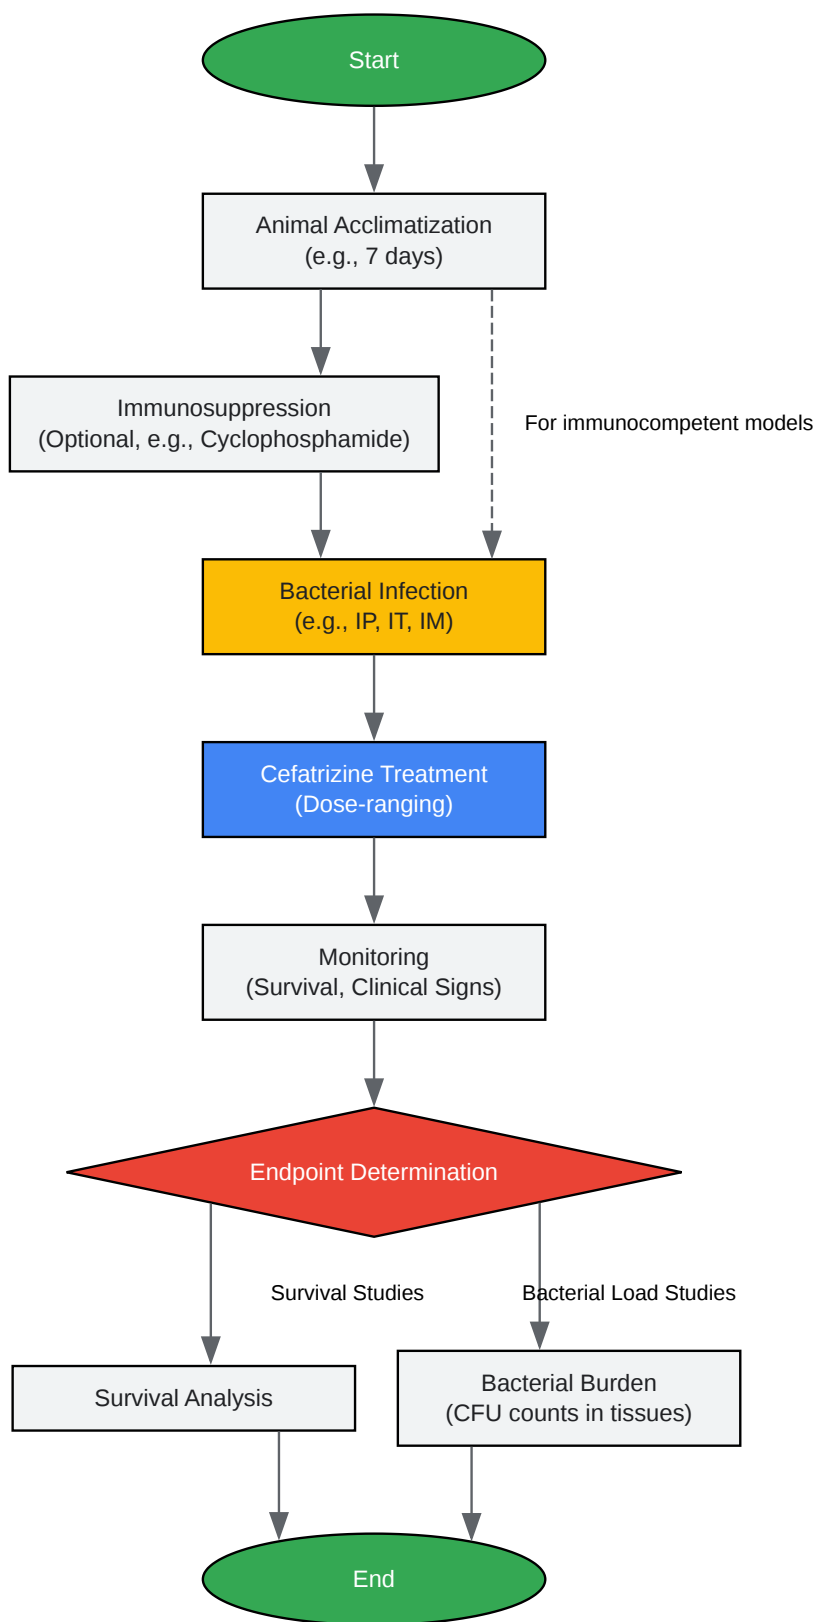 Start
Animal Acclimatization
(e.g., 7 days)
Immunosuppression
(Optional, e.g., Cyclophosphamide)
For immunocompetent models
Bacterial Infection
(e.g., IP, IT, IM)
Cefatrizine Treatment
(Dose-ranging)
Monitoring
(Survival, Clinical Signs)
Endpoint Determination
Survival Studies
Bacterial Load Studies
Survival Analysis
Bacterial Burden
(CFU counts in tissues)
End